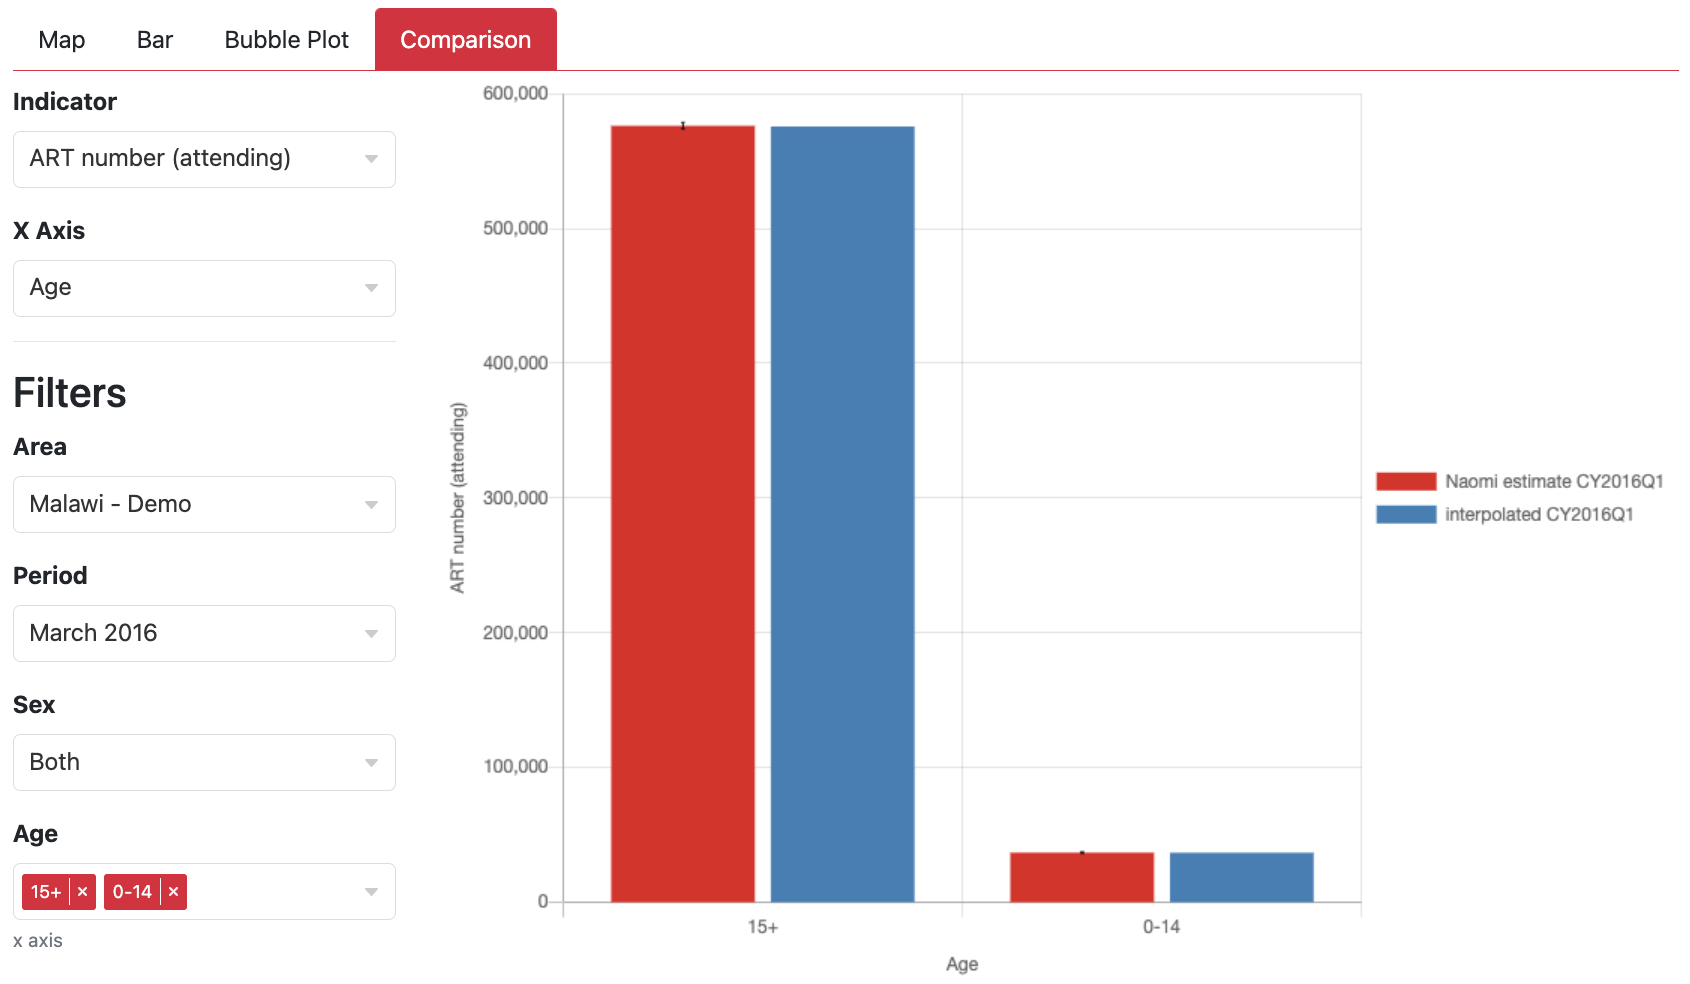 Map Bar Bubble Plot Comparison
Indicator
ART number (attending)
X Axis
Age
Filters
Area
Malawi - Demo
Period
March 2016
Sex
Both
Age
15+ × 0-14 ×
x axis
600,000
500,000
400,000
300,000
200,000
100,000
0
ART number (attending)
15+ 0-14
Age
Naomi estimate CY2016Q1
interpolated CY2016Q1